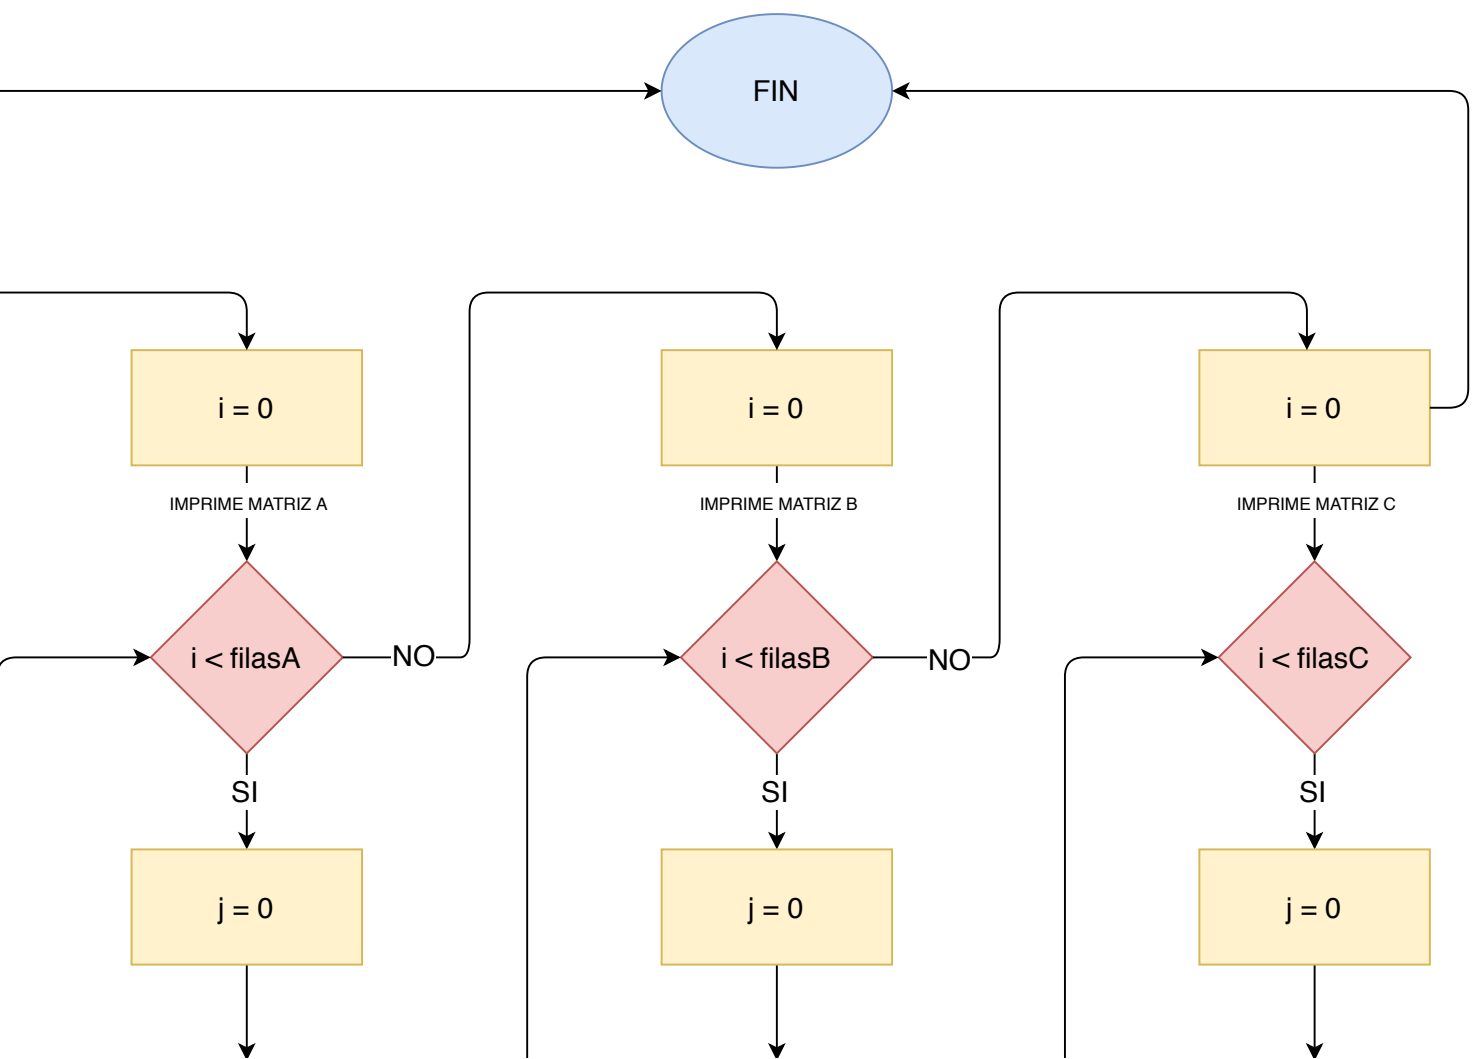 FIN
i = 0
i = 0
i = 0
IMPRIME MATRIZ A
IMPRIME MATRIZ B
IMPRIME MATRIZ C
i < filasA
NO
i < filasB
NO
i < filasC
SI
SI
SI
j = 0
j = 0
j = 0